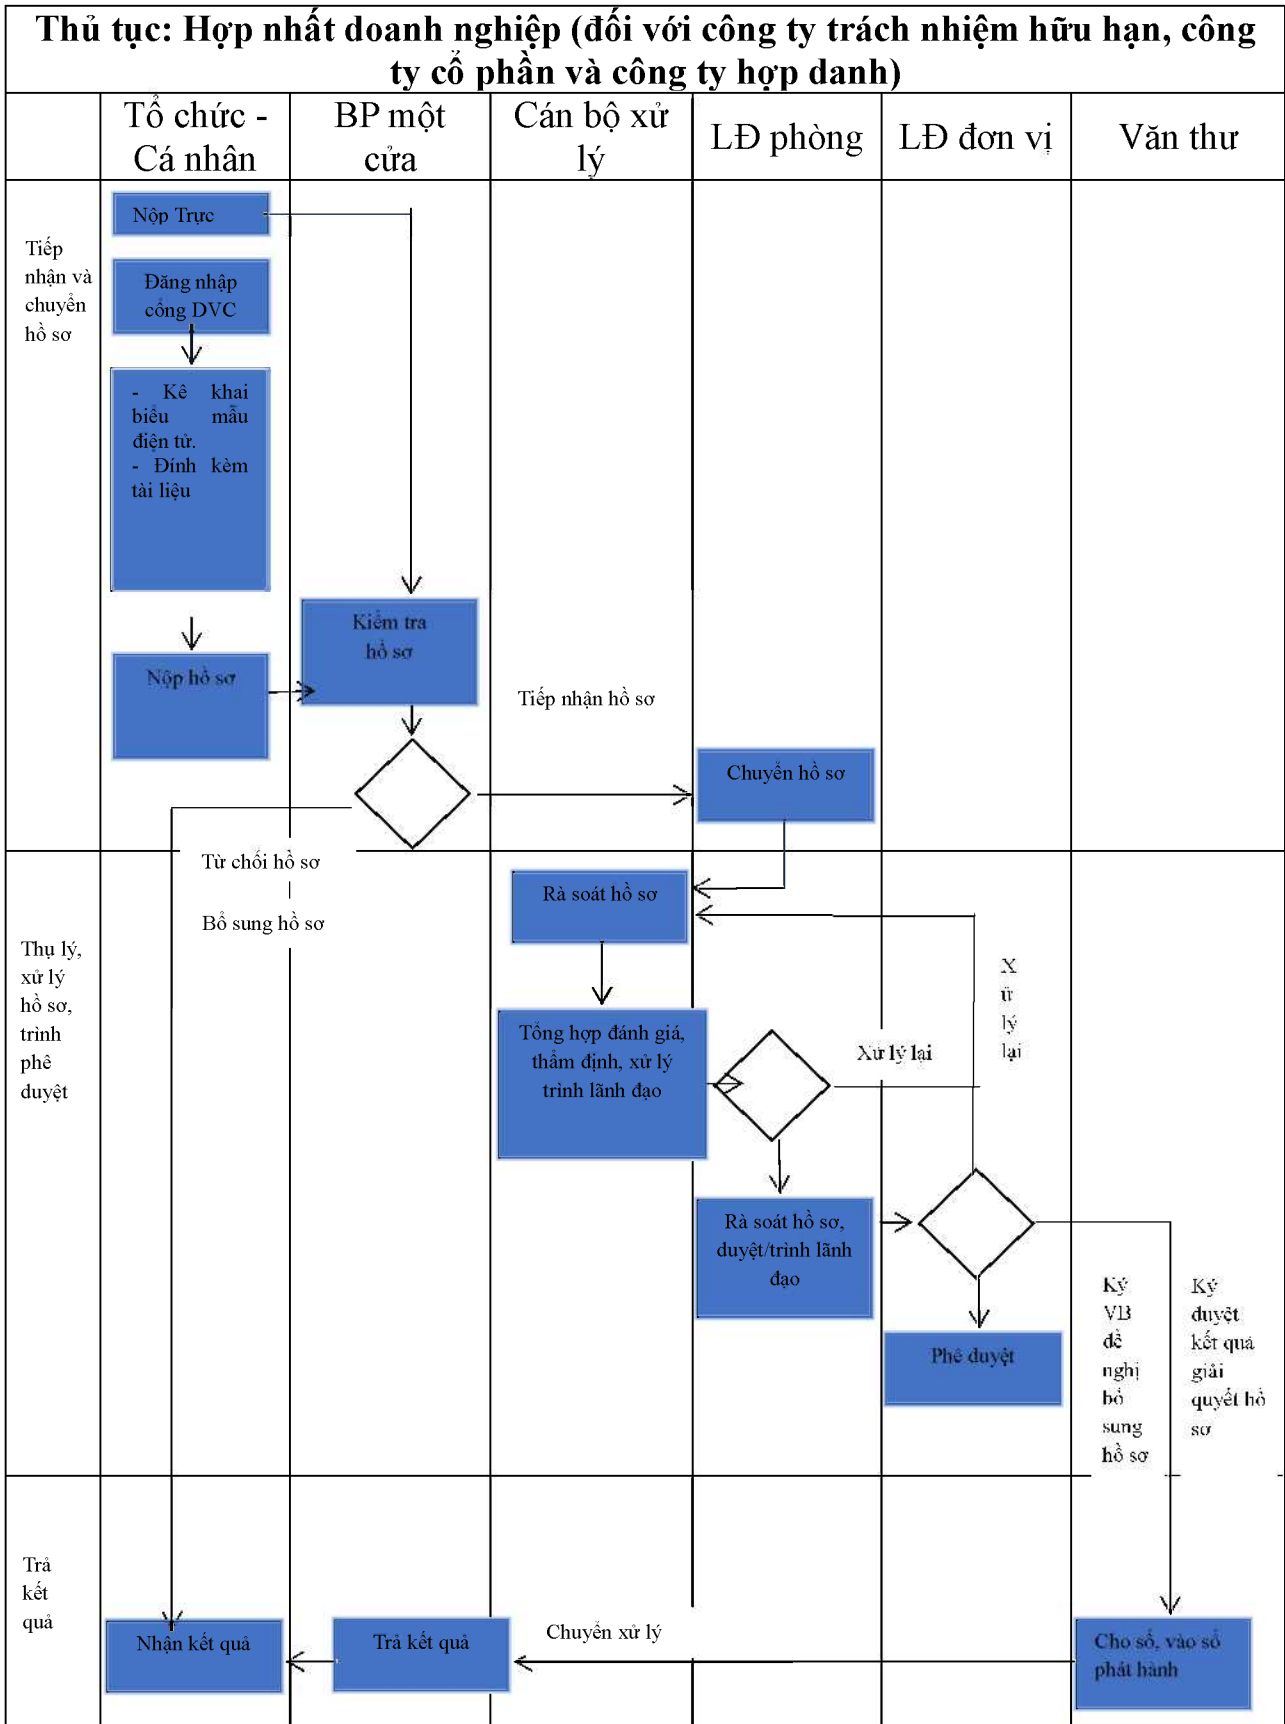 Thủ tục: Hợp nhất doanh nghiệp (đối với công ty trách nhiệm hữu hạn, công
ty cổ phần và công ty hợp danh)
Tổ chức -
Cá nhân
BP một
cửa
Cán bộ xử
lý
LĐ phòng
LĐ đơn vị
Văn thư
Tiếp
nhận và
chuyển
hồ sơ
Nộp Trực
Đăng nhập
cổng DVC
- Kê khai
biểu mẫu
điện tử.
- Đính kèm
tài liệu
Nộp hồ sơ
Kiểm tra
hồ sơ
Tiếp nhận hồ sơ
Chuyển hồ sơ
Từ chối hồ sơ
Bổ sung hồ sơ
Thụ lý,
xử lý
hồ sơ,
trình
phê
duyệt
Rà soát hồ sơ
Tổng hợp đánh giá,
thẩm định, xử lý
trình lãnh đạo
Xử lý lại
X
ử
lý
lại
Rà soát hồ sơ,
duyệt/trình lãnh
đạo
Phê duyệt
Ký
VB
đề
nghị
bổ
sung
hồ sơ
Ký
duyệt
kết quả
giải
quyết hồ
sơ
Trả
kết
quả
Nhận kết quả
Trả kết quả
Chuyển xử lý
Cho số, vào sổ
phát hành